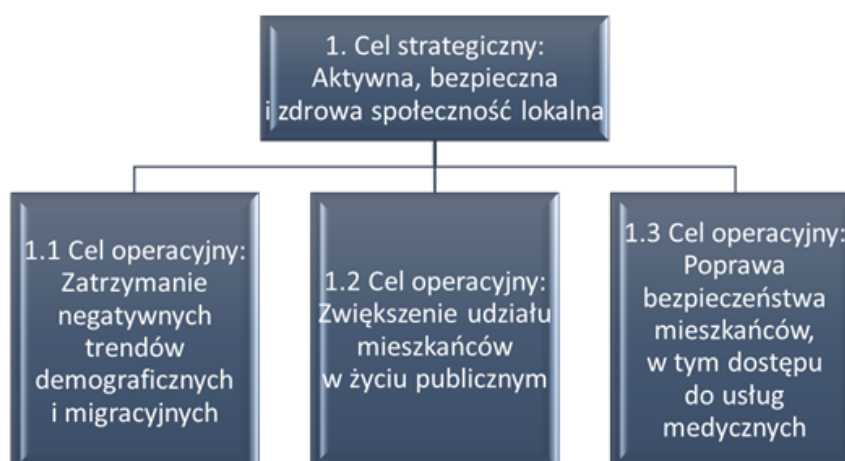 1. Cel strategiczny:
Aktywna, bezpieczna
i zdrowa społeczność lokalna
1.1 Cel operacyjny:
Zatrzymanie
negatywnych
trendów
demograficznych
i migracyjnych
1.2 Cel operacyjny:
Zwiększenie udziału
mieszkańców
w życiu publicznym
1.3 Cel operacyjny:
Poprawa
bezpieczeństwa
mieszkańców,
w tym dostępu
do usług
medycznych